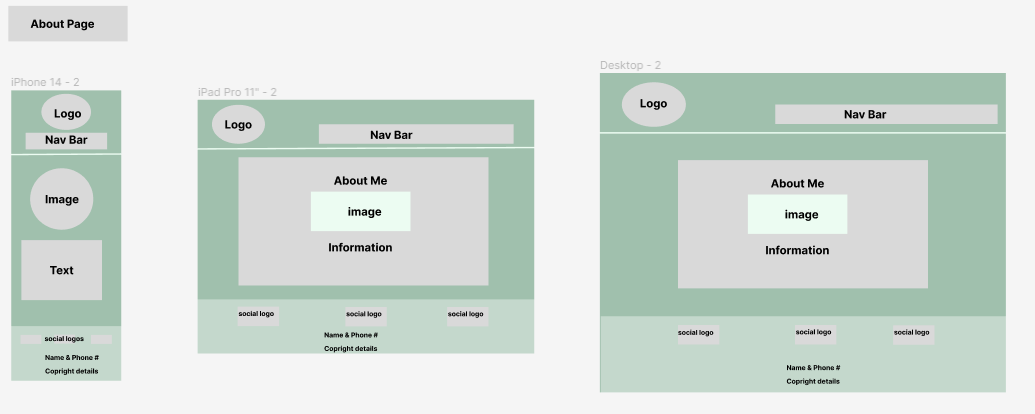 About Page
iPhone 14 - 2
Logo
Nav Bar
Image
Text
social logos
Name & Phone #
Copright details
iPad Pro 11" - 2
Logo
Nav Bar
About Me
image
Information
social logo
social logo
social logo
Name & Phone #
Copright details
Desktop - 2
Logo
Nav Bar
About Me
image
Information
social logo
social logo
social logo
Name & Phone #
Copright details